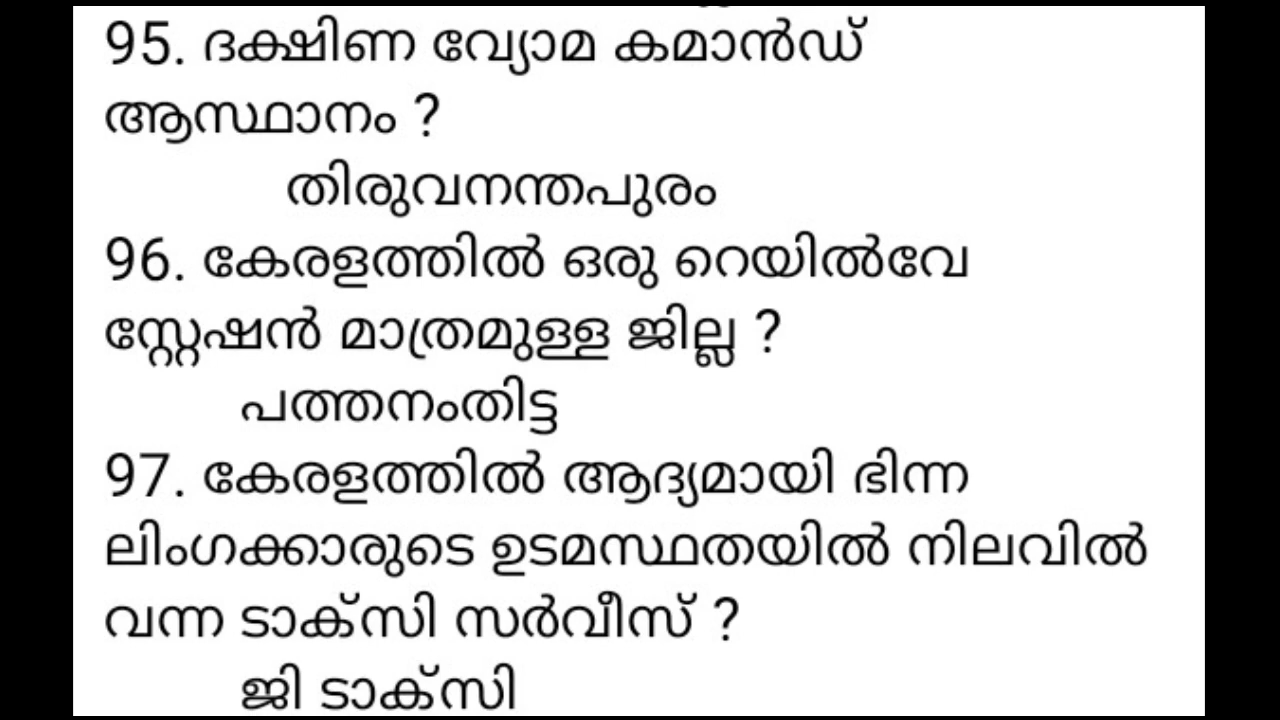 95. ദക്ഷിണ വ്യോമ കമാൻഡ്
ആസ്ഥാനം ?
തിരുവനന്തപുരം
96. കേരളത്തിൽ ഒരു റെയിൽവേ
സ്റ്റേഷൻ മാത്രമുള്ള ജില്ല ?
പത്തനംതിട്ട
97. കേരളത്തിൽ ആദ്യമായി ഭിന്ന
ലിംഗക്കാരുടെ ഉടമസ്ഥതയിൽ നിലവിൽ
വന്ന ടാക്സി സർവീസ് ?
ജി ടാക്സി